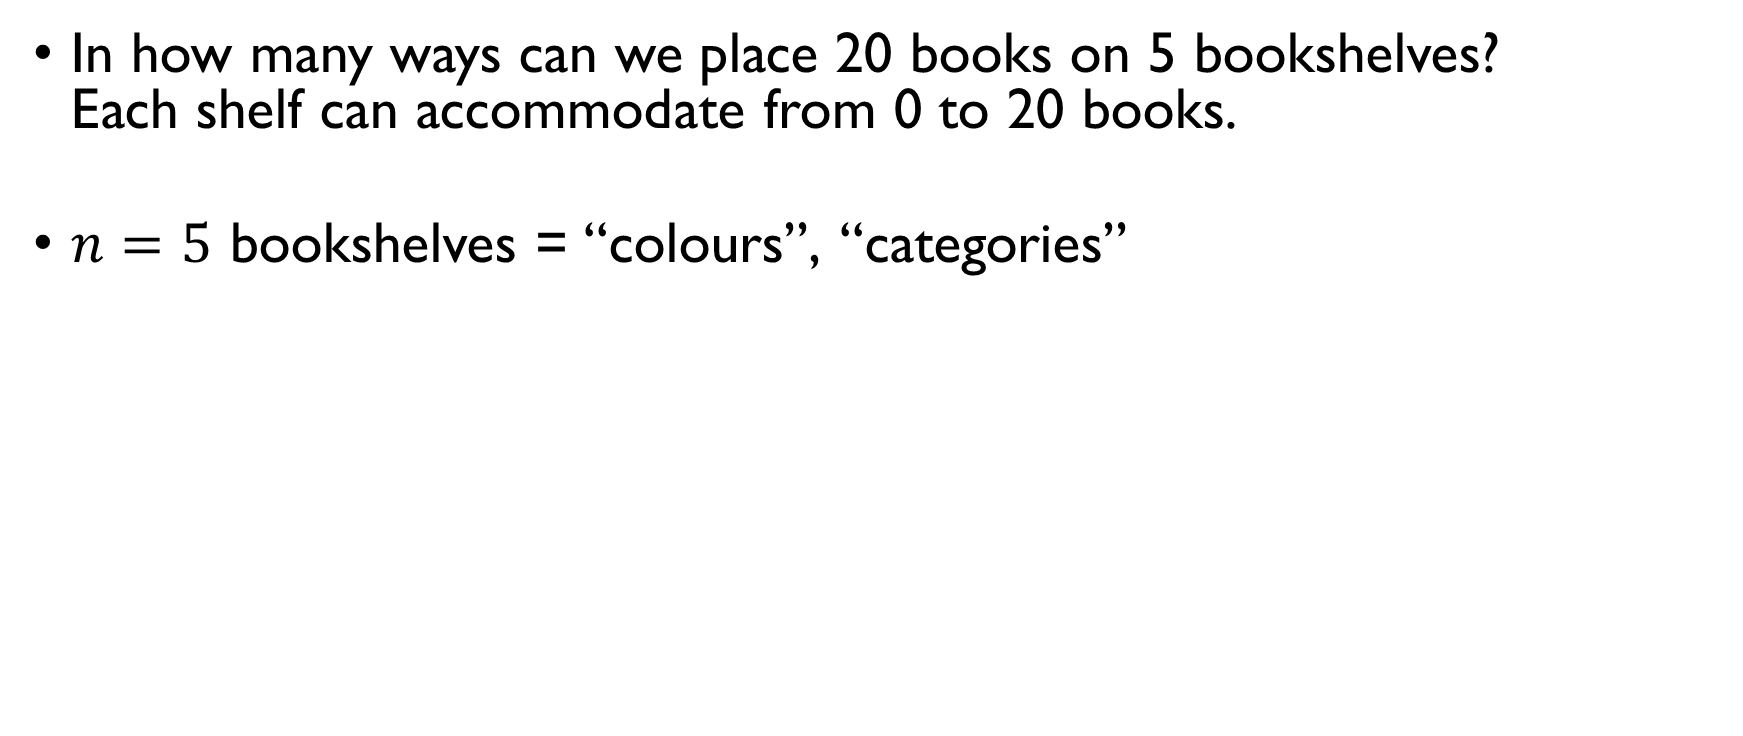 • In how many ways can we place 20 books on 5 bookshelves?
Each shelf can accommodate from 0 to 20 books.
• 𝑛 = 5 bookshelves = “colours”, “categories”